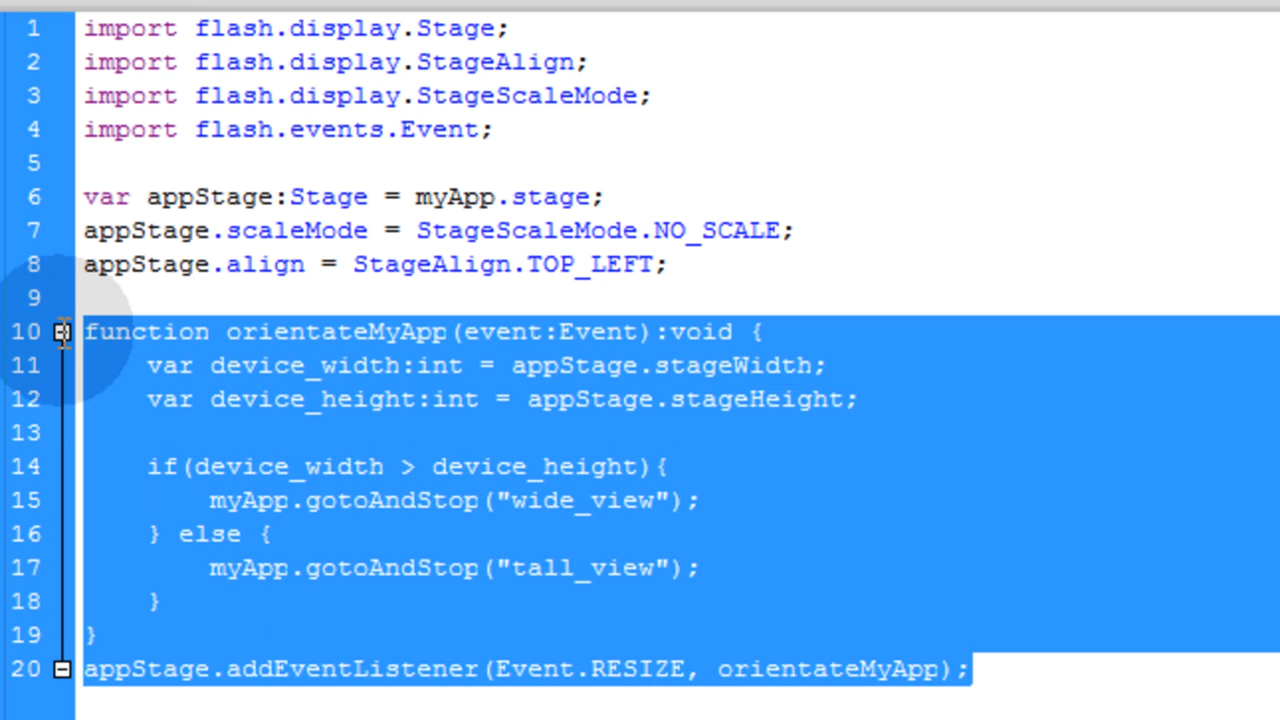 1 import flash.display.Stage;
2 import flash.display.StageAlign;
3 import flash.display.StageScaleMode;
4 import flash.events.Event;
5
6 var appStage:Stage = myApp.stage;
7 appStage.scaleMode = StageScaleMode.NO_SCALE;
8 appStage.align = StageAlign.TOP_LEFT;
9
10 function orientateMyApp(event:Event):void {
11     var device_width:int = appStage.stageWidth;
12     var device_height:int = appStage.stageHeight;
13
14     if(device_width > device_height){
15         myApp.gotoAndStop("wide_view");
16     } else {
17         myApp.gotoAndStop("tall_view");
18     }
19 }
20 appStage.addEventListener(Event.RESIZE, orientateMyApp);